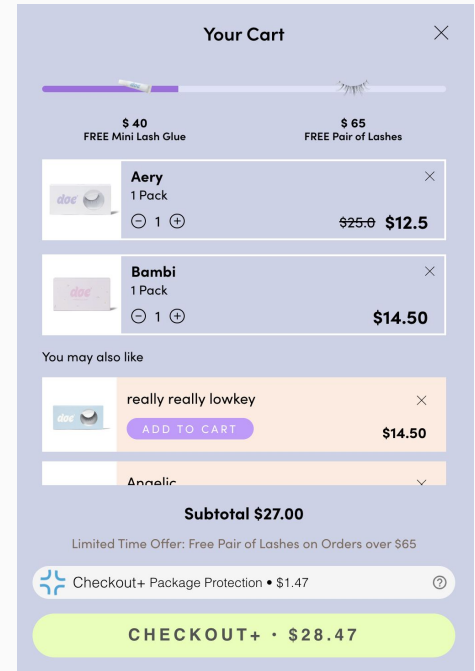 Your Cart
$ 40
FREE Mini Lash Glue
$ 65
FREE Pair of Lashes
doe
Aery
1 Pack
1
$25.0 $12.5
doe
Bambi
1 Pack
1
$14.50
You may also like
doe
really really lowkey
ADD TO CART
$14.50
Angelic
Subtotal $27.00
Limited Time Offer: Free Pair of Lashes on Orders over $65
Checkout+ Package Protection • $1.47
CHECKOUT+ · $28.47